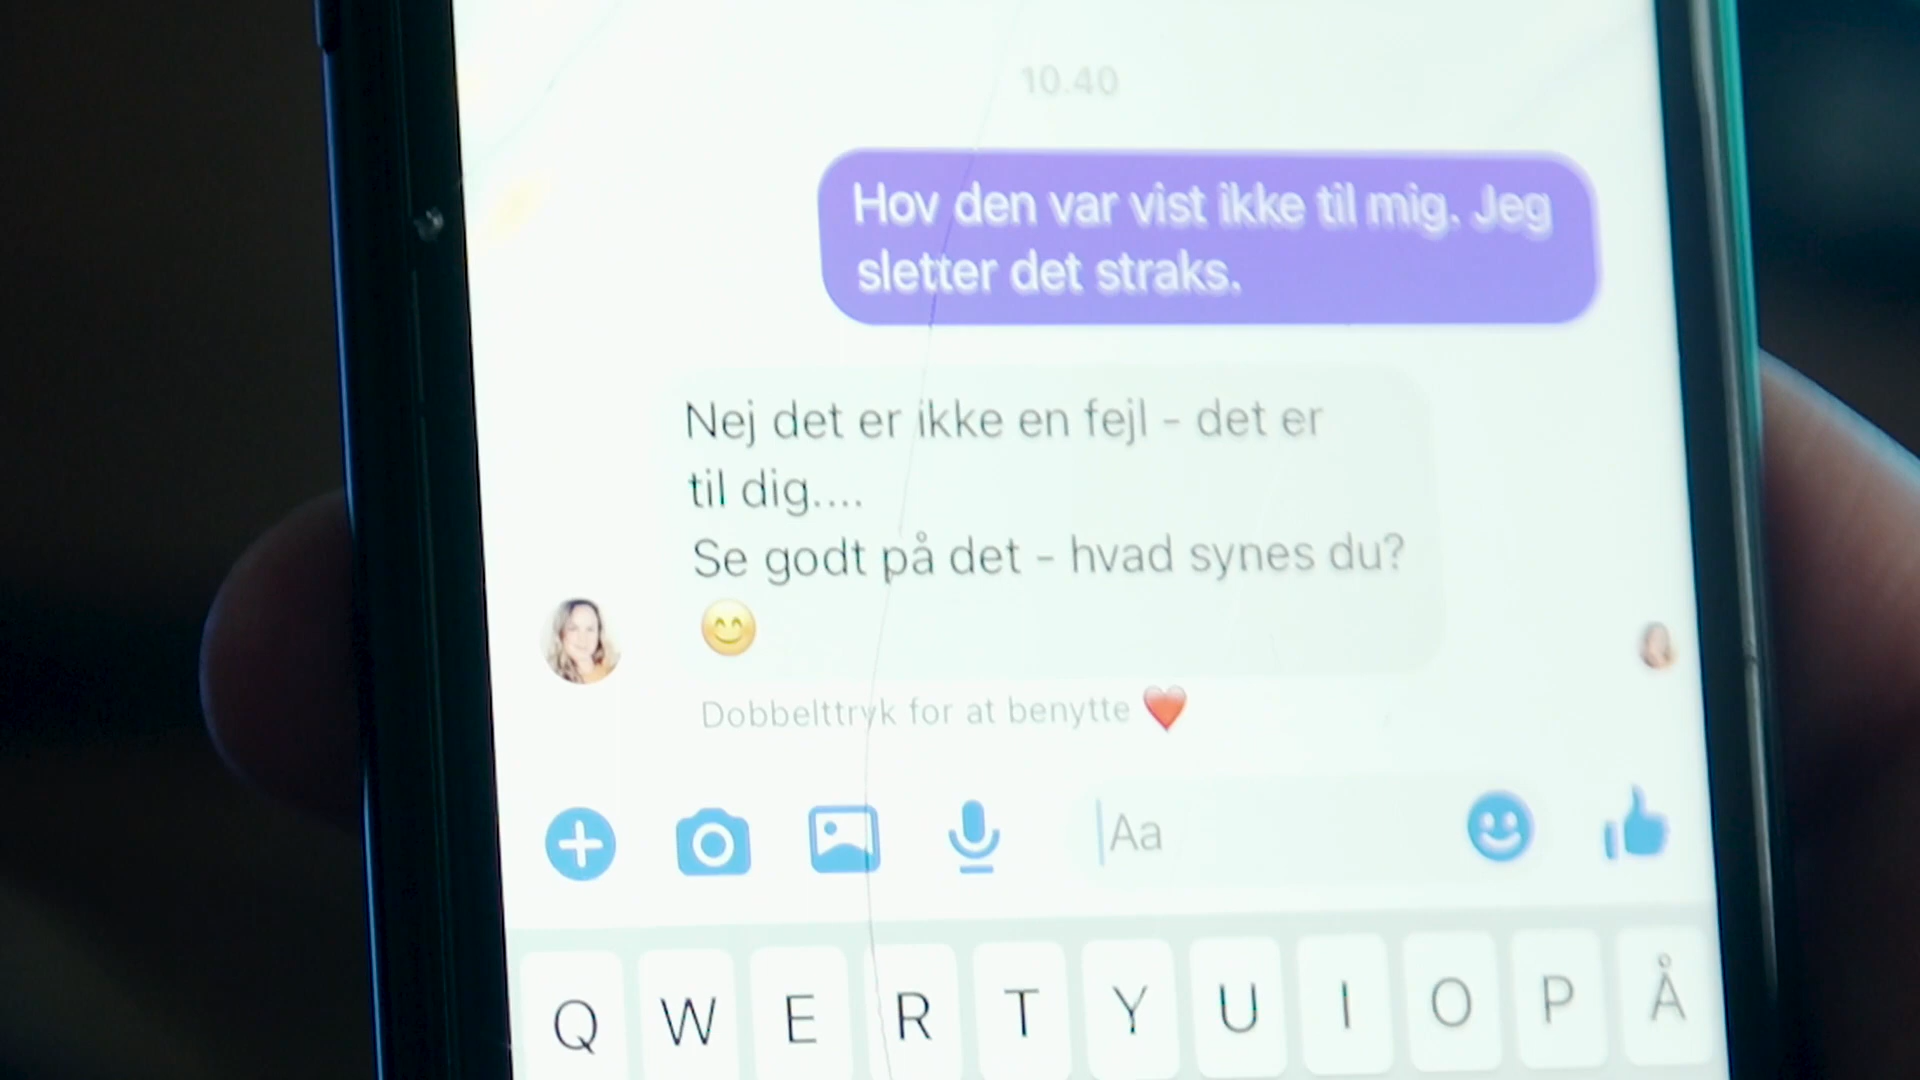 10.40
Hov den var vist ikke til mig. Jeg
sletter det straks.
Nej det er ikke en fejl - det er
til dig....
Se godt på det - hvad synes du?
😊
Dobbelttryk for at benytte ❤️
Aa
Q W E R T Y U I O P Å